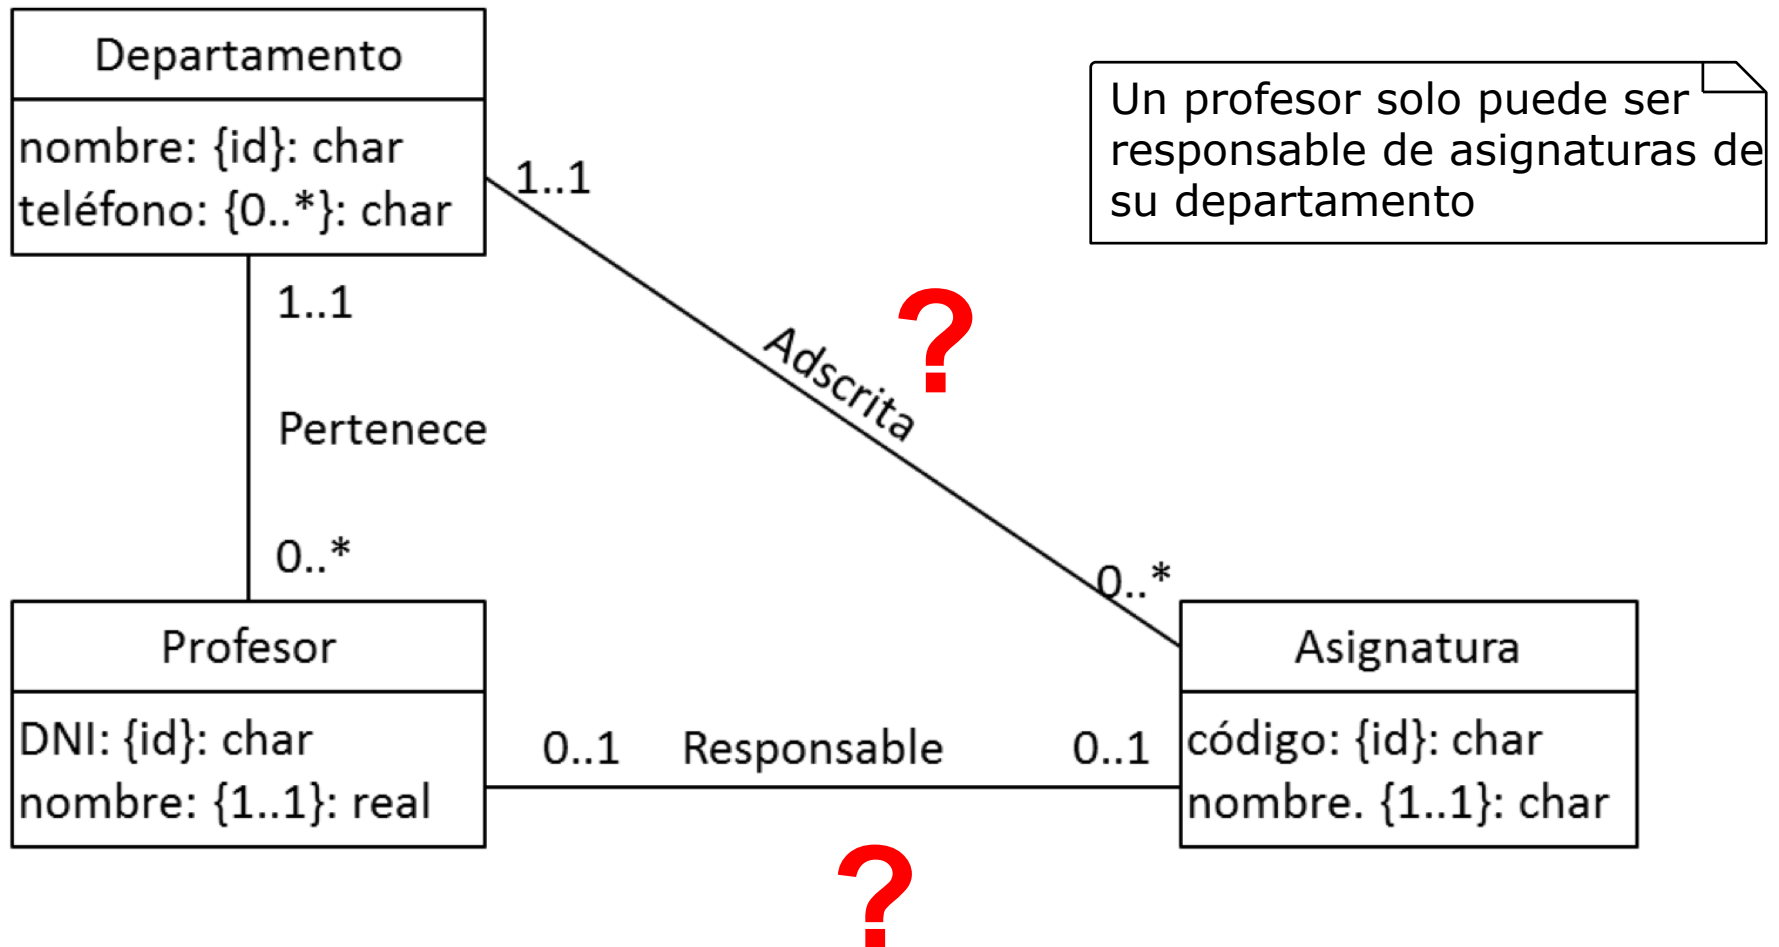 Departamento
nombre: {id}: char
teléfono: {0..*}: char
Un profesor solo puede ser
responsable de asignaturas de
su departamento
1..1
1..1
?
Adscrita
Pertenece
0..*
0..*
Profesor
DNI: {id}: char
nombre: {1..1}: real
0..1
Responsable
0..1
Asignatura
código: {id}: char
nombre. {1..1}: char
?